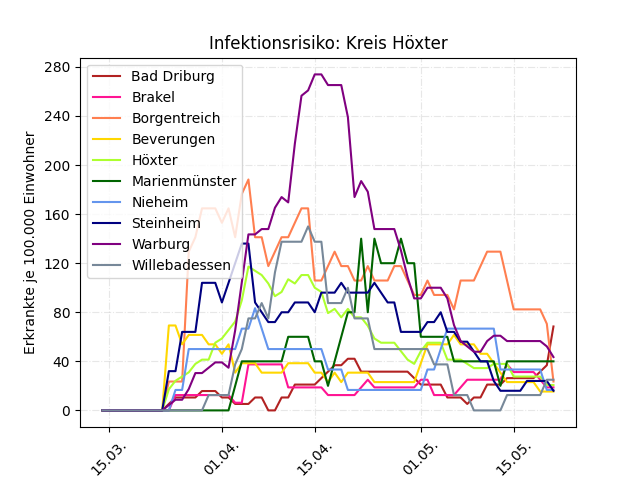 Infektionsrisiko: Kreis Höxter
Erkrankte je 100.000 Einwohner
280
240
200
160
120
80
40
0
Bad Driburg
Brakel
Borgentreich
Beverungen
Höxter
Marienmünster
Nieheim
Steinheim
Warburg
Willebadessen
15.03.
01.04.
15.04.
01.05.
15.05.